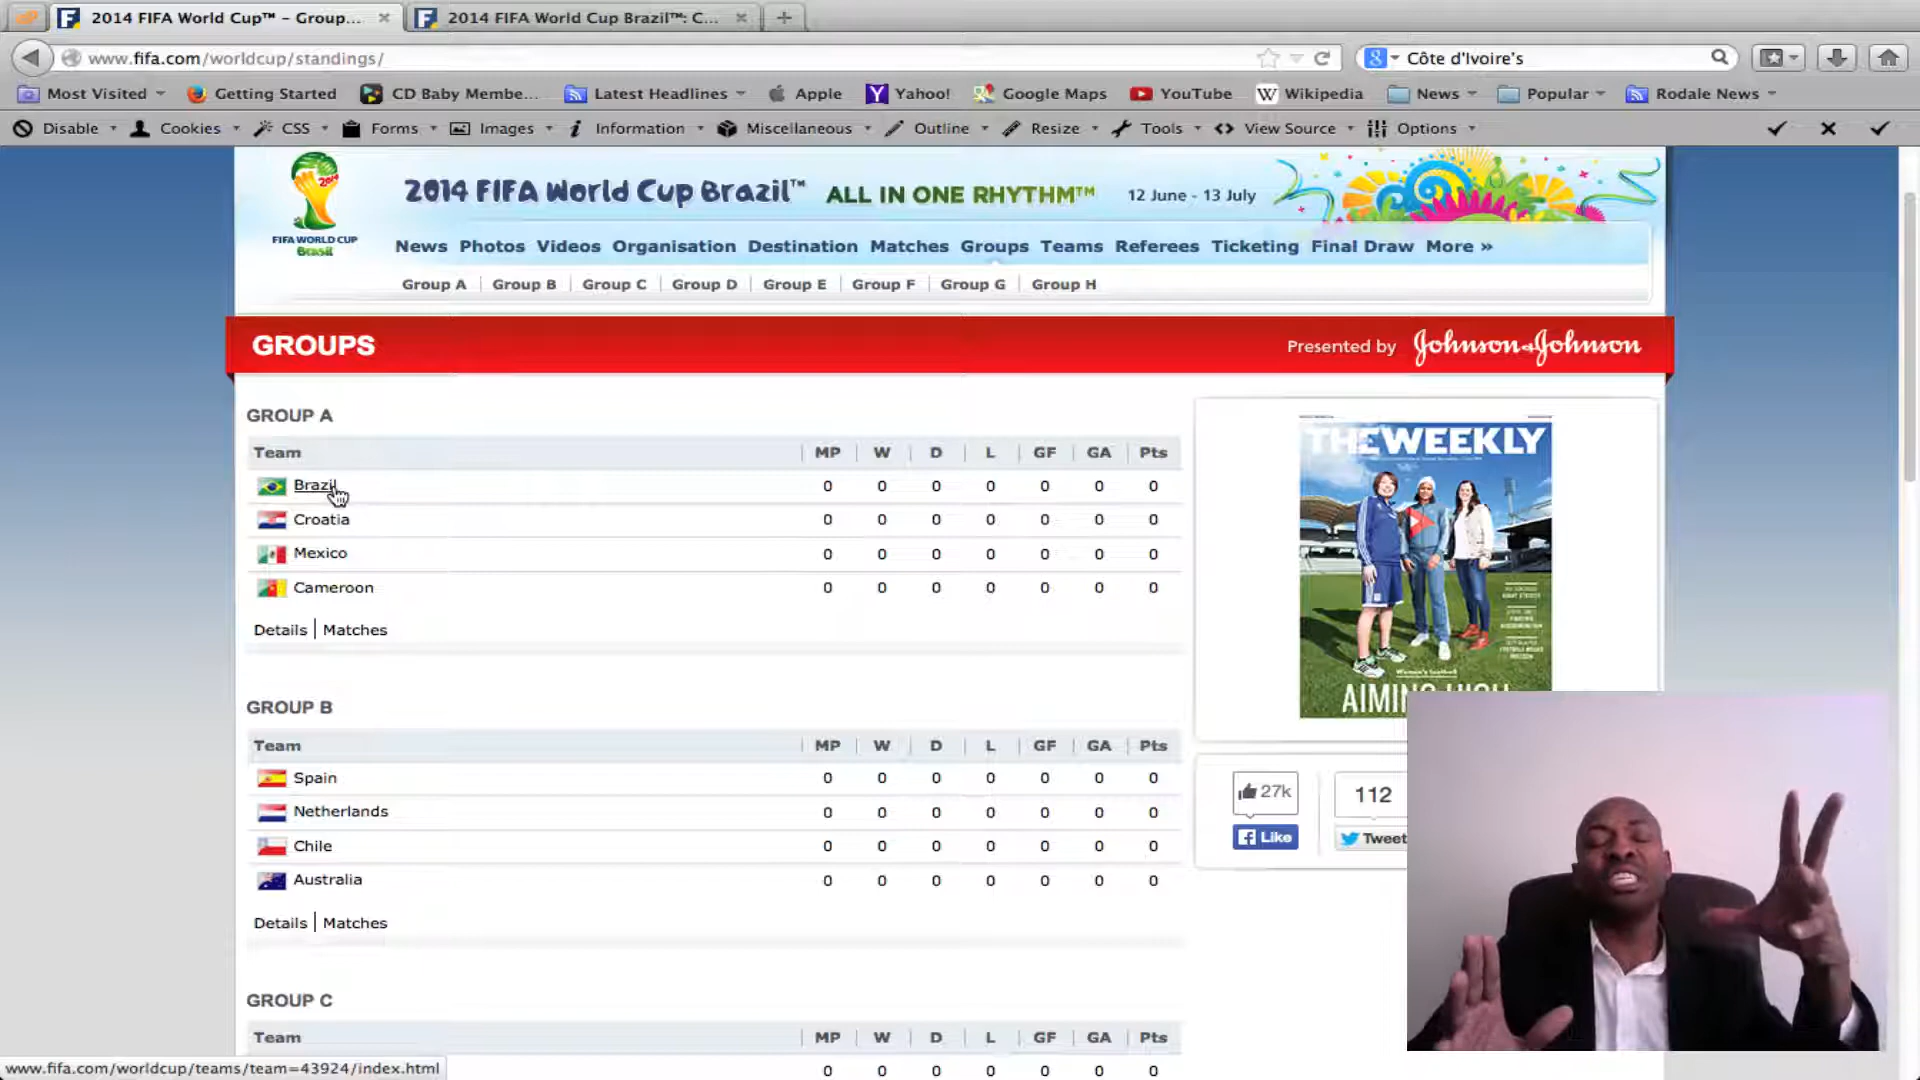 2014 FIFA World Cup™ – Group...
2014 FIFA World Cup Brazil™: C...
www.fifa.com/worldcup/standings/
Côte d'Ivoire's
Most Visited
Getting Started
CD Baby Membe...
Latest Headlines
Apple
Yahoo!
Google Maps
YouTube
Wikipedia
News
Popular
Rodale News
Disable
Cookies
CSS
Forms
Images
Information
Miscellaneous
Outline
Resize
Tools
View Source
Options
FIFA WORLD CUP
Brasil
2014 FIFA World Cup Brazil™ ALL IN ONE RHYTHM™ 12 June - 13 July
News Photos Videos Organisation Destination Matches Groups Teams Referees Ticketing Final Draw More »
Group A Group B Group C Group D Group E Group F Group G Group H
GROUPS
Presented by Johnson & Johnson
GROUP A
Team MP W D L GF GA Pts
Brazil 0 0 0 0 0 0 0
Croatia 0 0 0 0 0 0 0
Mexico 0 0 0 0 0 0 0
Cameroon 0 0 0 0 0 0 0
Details | Matches
GROUP B
Team MP W D L GF GA Pts
Spain 0 0 0 0 0 0 0
Netherlands 0 0 0 0 0 0 0
Chile 0 0 0 0 0 0 0
Australia 0 0 0 0 0 0 0
Details | Matches
GROUP C
Team MP W D L GF GA Pts
0 0 0 0 0 0 0
THE WEEKLY
Women's football
AIMING HIGH
27k
Like
112
Tweet
www.fifa.com/worldcup/teams/team=43924/index.html